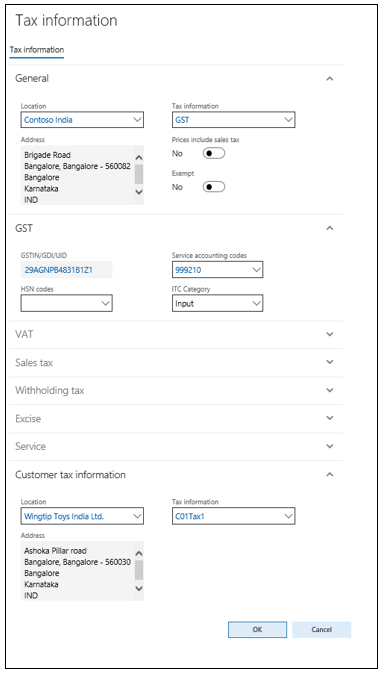 Tax information
Tax information
General
Location
Contoso India
Tax information
GST
Address
Brigade Road
Bangalore, Bangalore - 560082
Bangalore
Karnataka
IND
Prices include sales tax
No
Exempt
No
GST
GSTIN/GDI/UID
29AGNPB4831B1Z1
Service accounting codes
999210
HSN codes
ITC Category
Input
VAT
Sales tax
Withholding tax
Excise
Service
Customer tax information
Location
Wingtip Toys India Ltd.
Tax information
C01Tax1
Address
Ashoka Pillar road
Bangalore, Bangalore - 560030
Bangalore
Karnataka
IND
OK
Cancel